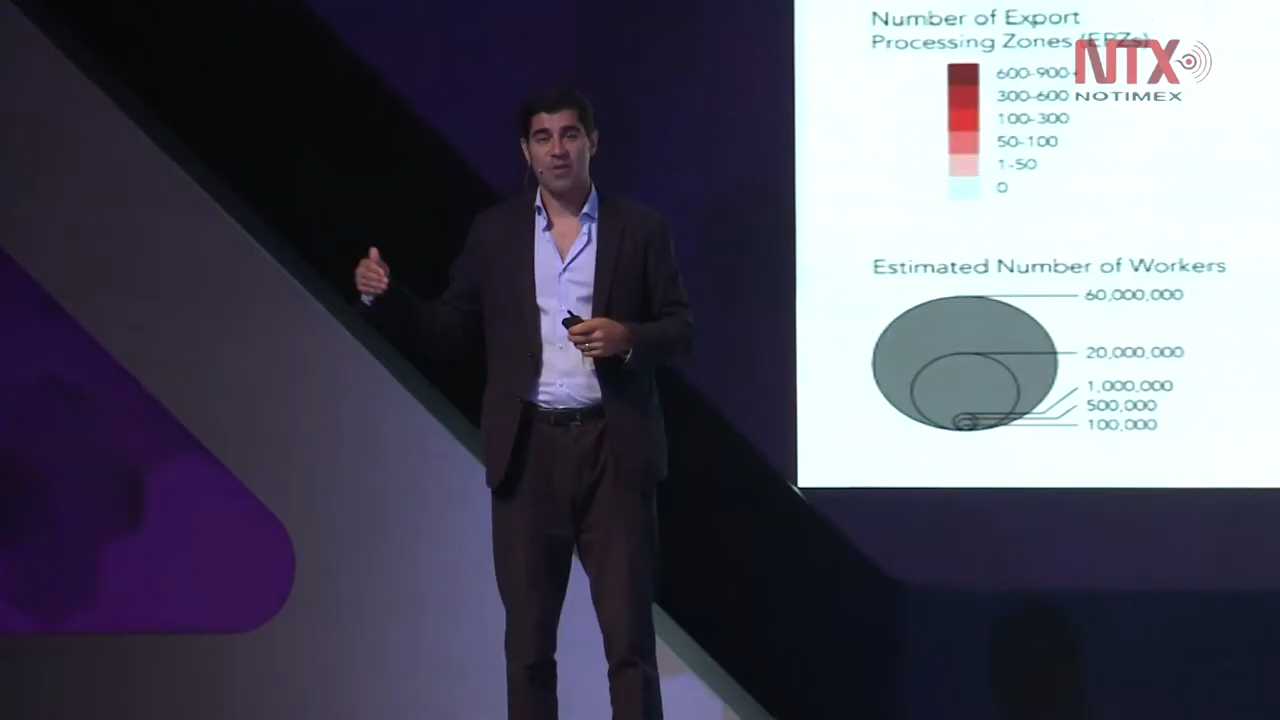 Number of Export
Processing Zones (EPZs)
NTX
NOTIMEX
600-900
300-600
100-300
50-100
1-50
0
Estimated Number of Workers
60,000,000
20,000,000
1,000,000
500,000
100,000